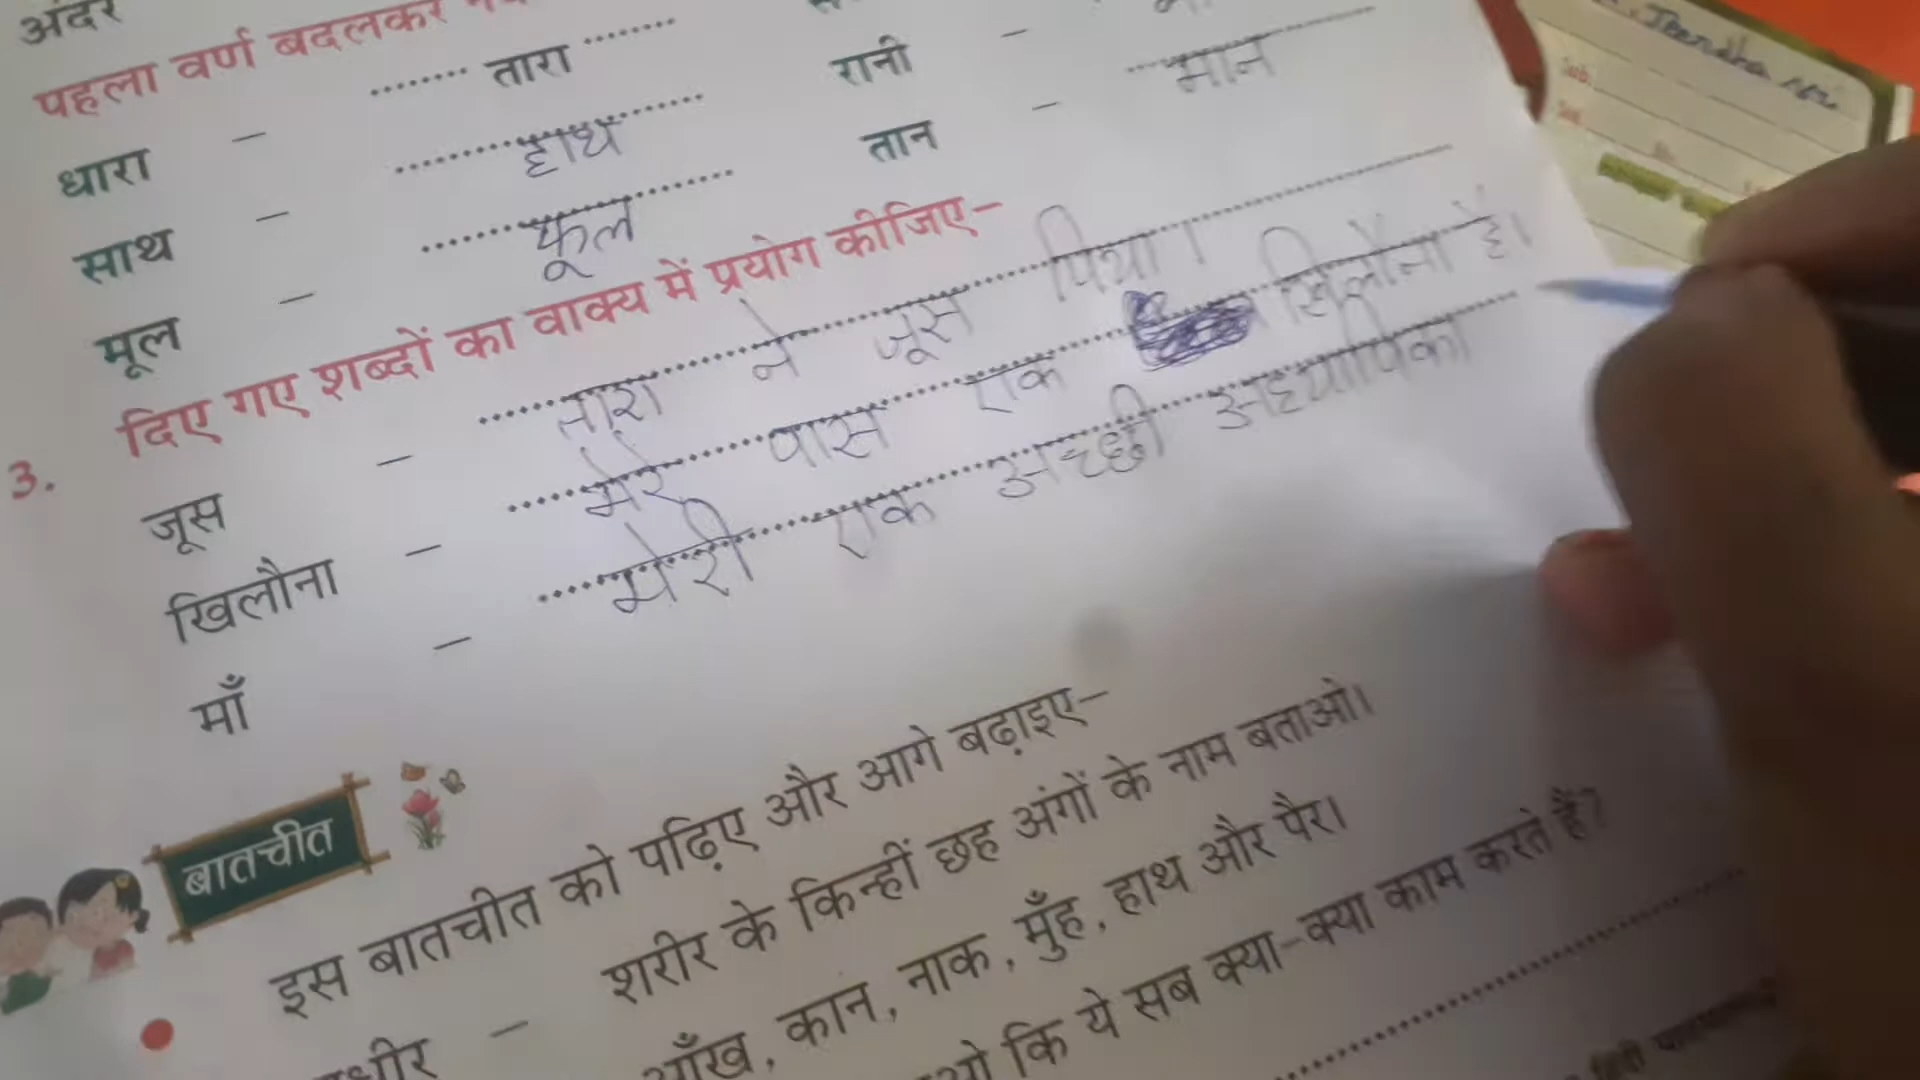 अंदर
पहला वर्ण बदलकर
धारा – तारा रानी –
साथ – हाथ तान – मान
मूल – फूल
3. दिए गए शब्दों का वाक्य में प्रयोग कीजिए–
जूस – तारा ने जूस पिया।
खिलौना – मेरे पास एक खिलौना है।
माँ – मेरी एक अच्छी अध्यापिका
बातचीत
इस बातचीत को पढ़िए और आगे बढ़ाइए–
शरीर के किन्हीं छह अंगों के नाम बताओ।
आँख, कान, नाक, मुँह, हाथ और पैर।
कि ये सब क्या-क्या काम करते हैं?